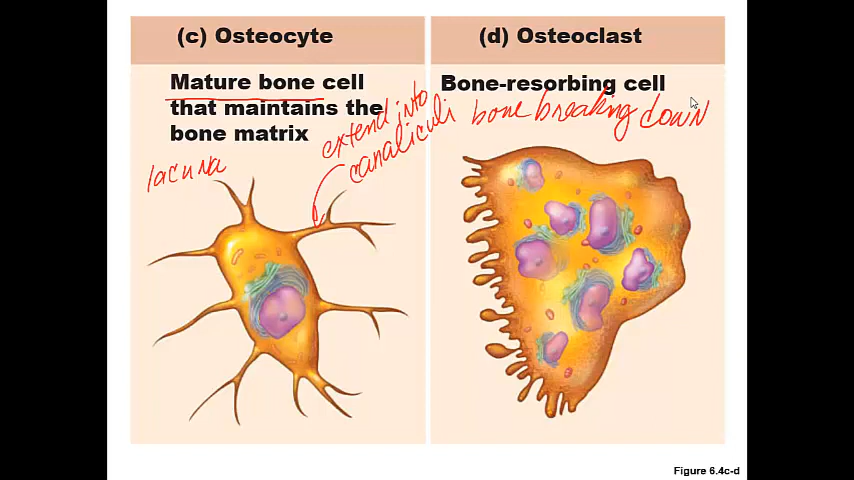 (c) Osteocyte
Mature bone cell
that maintains the
bone matrix
lacuna
extend into
canaliculi
(d) Osteoclast
Bone-resorbing cell
bone breaking down
Figure 6.4c-d